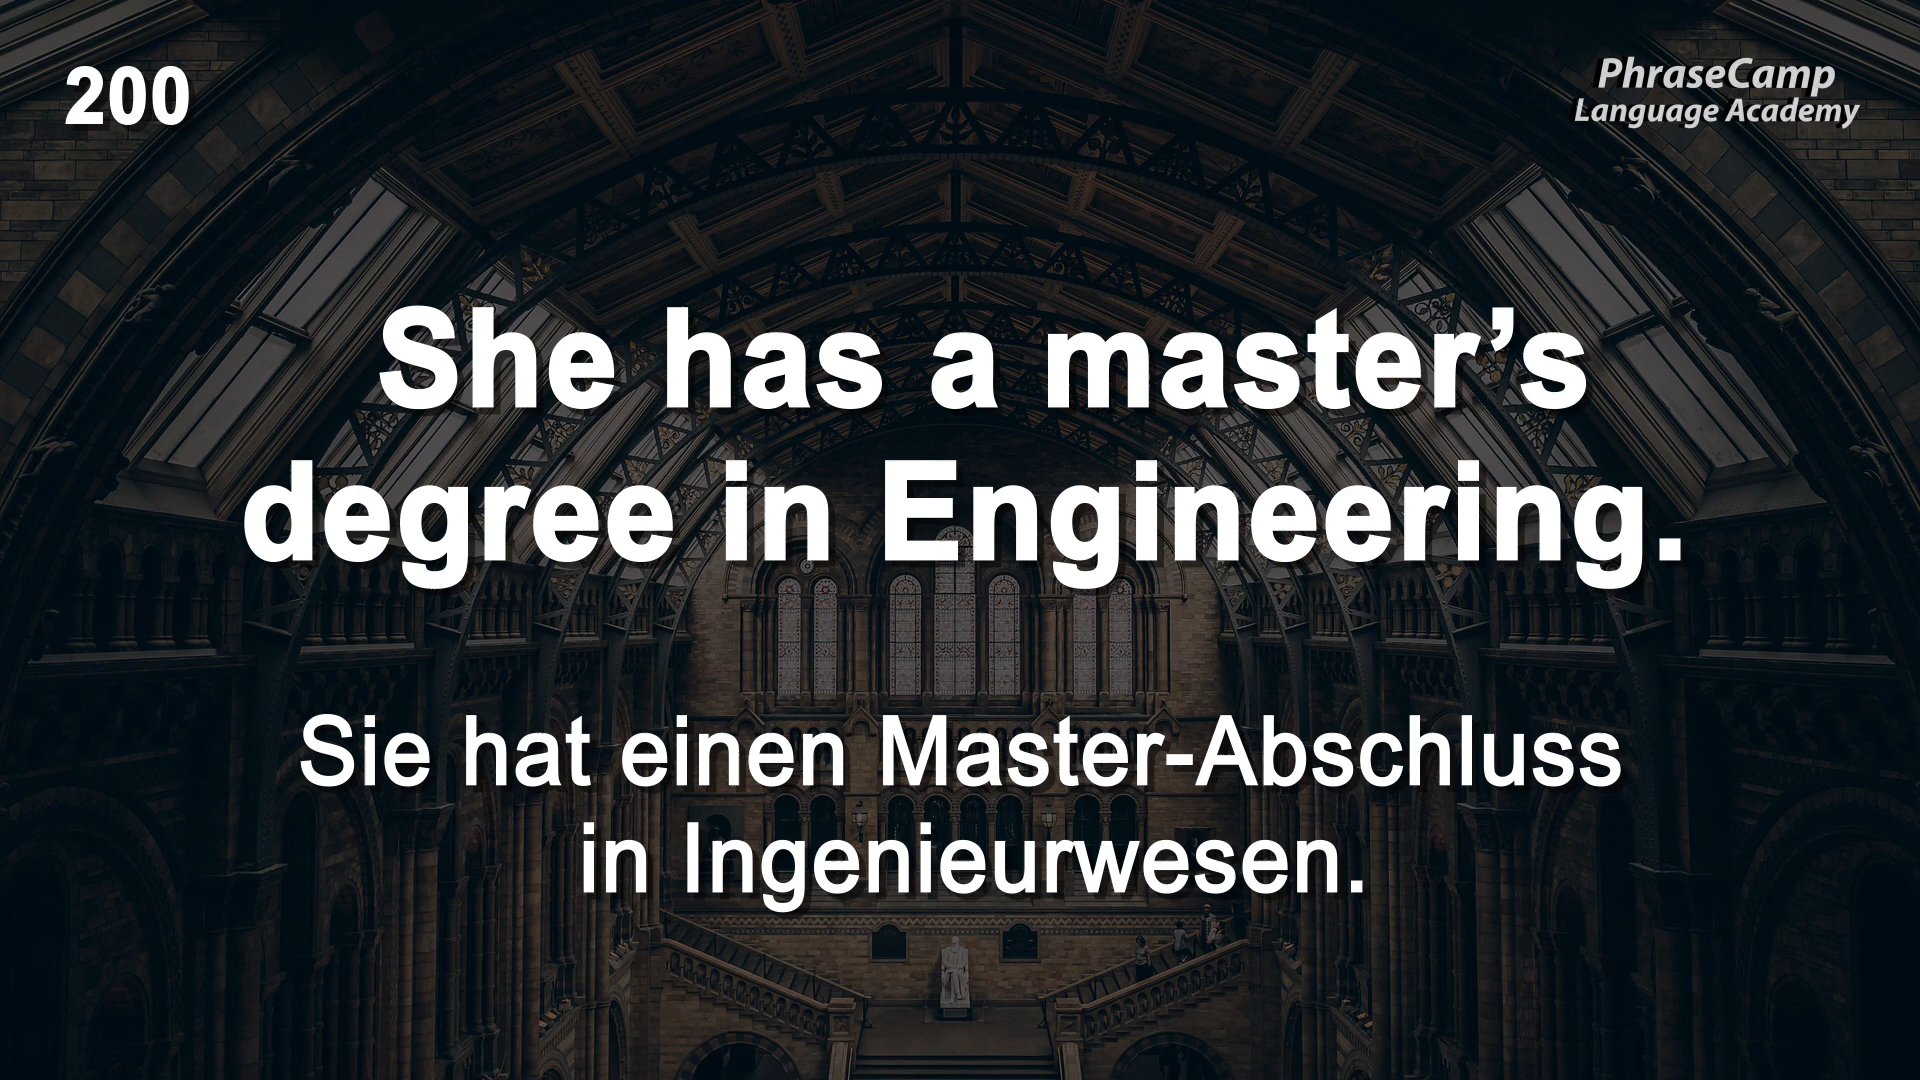 200
PhraseCamp
Language Academy
She has a master’s
degree in Engineering.
Sie hat einen Master-Abschluss
in Ingenieurwesen.